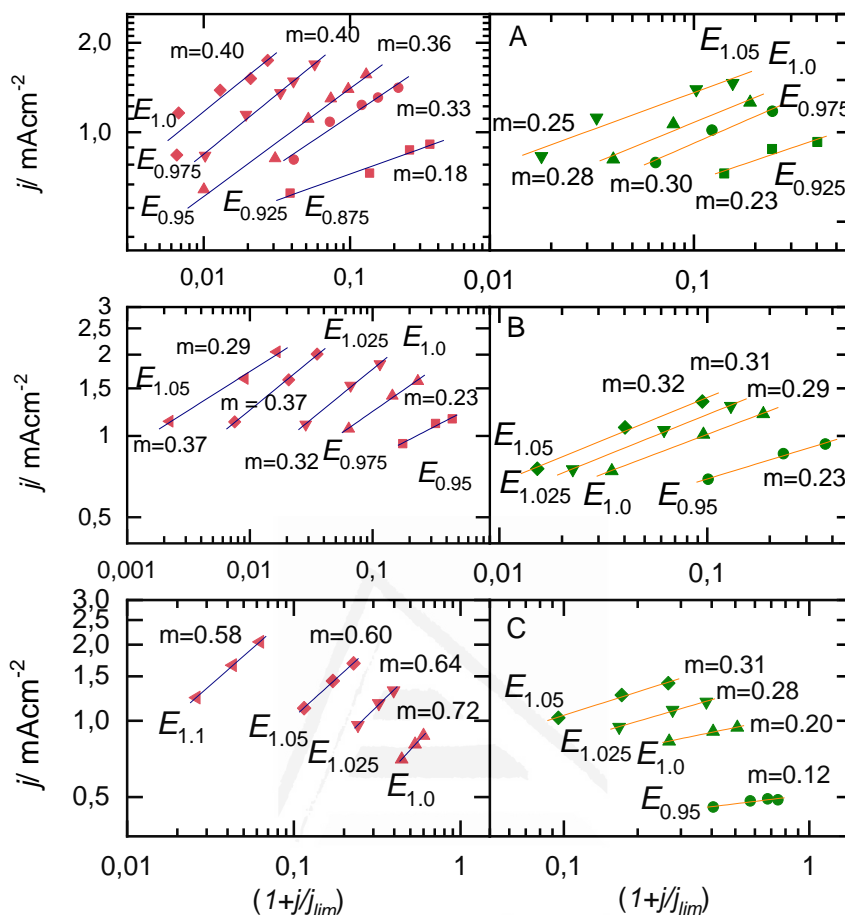 2,0
1,0
j/ mAcm⁻²
m=0.40
m=0.40
m=0.36
m=0.33
m=0.18
E1.0
E0.975
E0.95
E0.925
E0.875
0,01
0,1
A
E1.05
E1.0
E0.975
E0.925
m=0.25
m=0.28
m=0.30
m=0.23
0,1
3
2,5
2
1,5
1
0,5
j/ mAcm⁻²
E1.05
m=0.29
E1.025
E1.0
m = 0.37
m=0.23
m=0.37
m=0.32
E0.975
E0.95
0,001
0,01
0,1
B
m=0.31
m=0.32
m=0.29
E1.05
E1.025
E1.0
E0.95
m=0.23
0,01
0,1
3,0
2,0
1,5
1,0
0,5
j/ mAcm⁻²
m=0.58
m=0.60
m=0.64
m=0.72
E1.1
E1.05
E1.025
E1.0
0,01
0,1
1
(1+j/jlim)
C
m=0.31
m=0.28
E1.05
m=0.20
E1.025
E1.0
m=0.12
E0.95
0,1
1
(1+j/jlim)